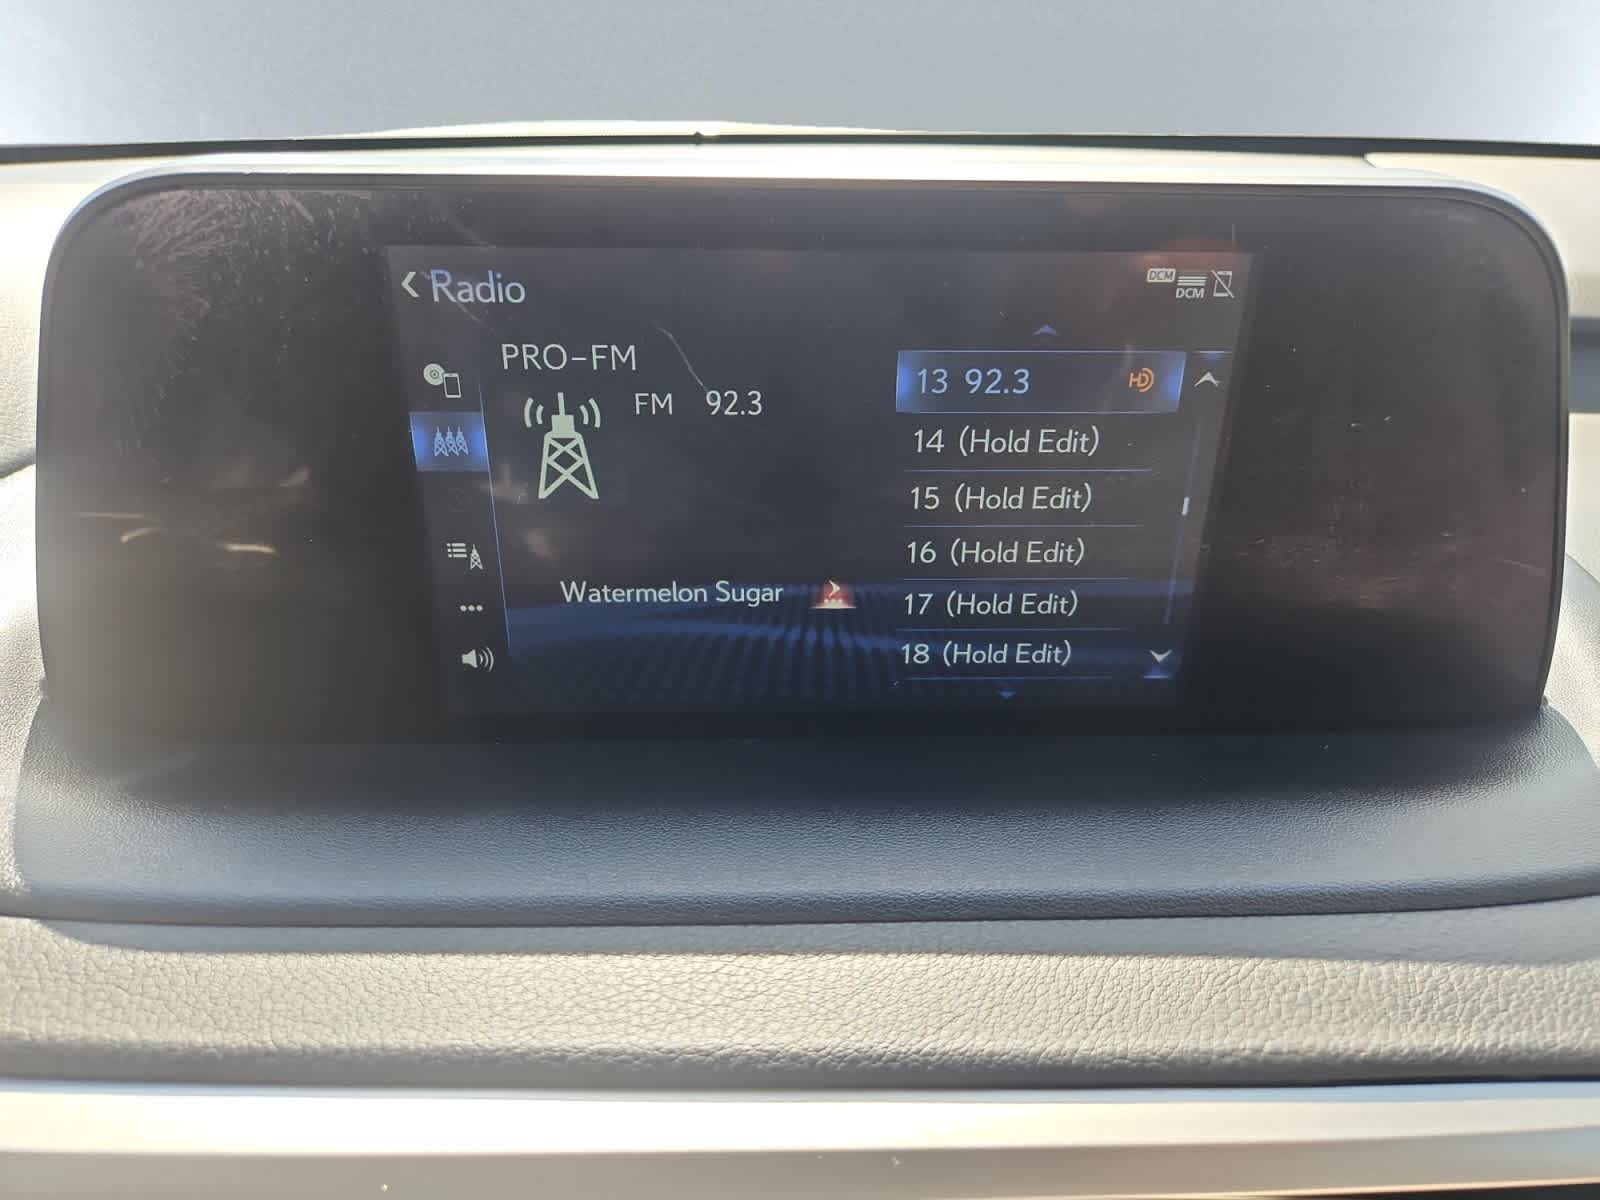 Radio
DCM
DCM
PRO-FM
FM 92.3
Watermelon Sugar
13 92.3 HD
14 (Hold Edit)
15 (Hold Edit)
16 (Hold Edit)
17 (Hold Edit)
18 (Hold Edit)